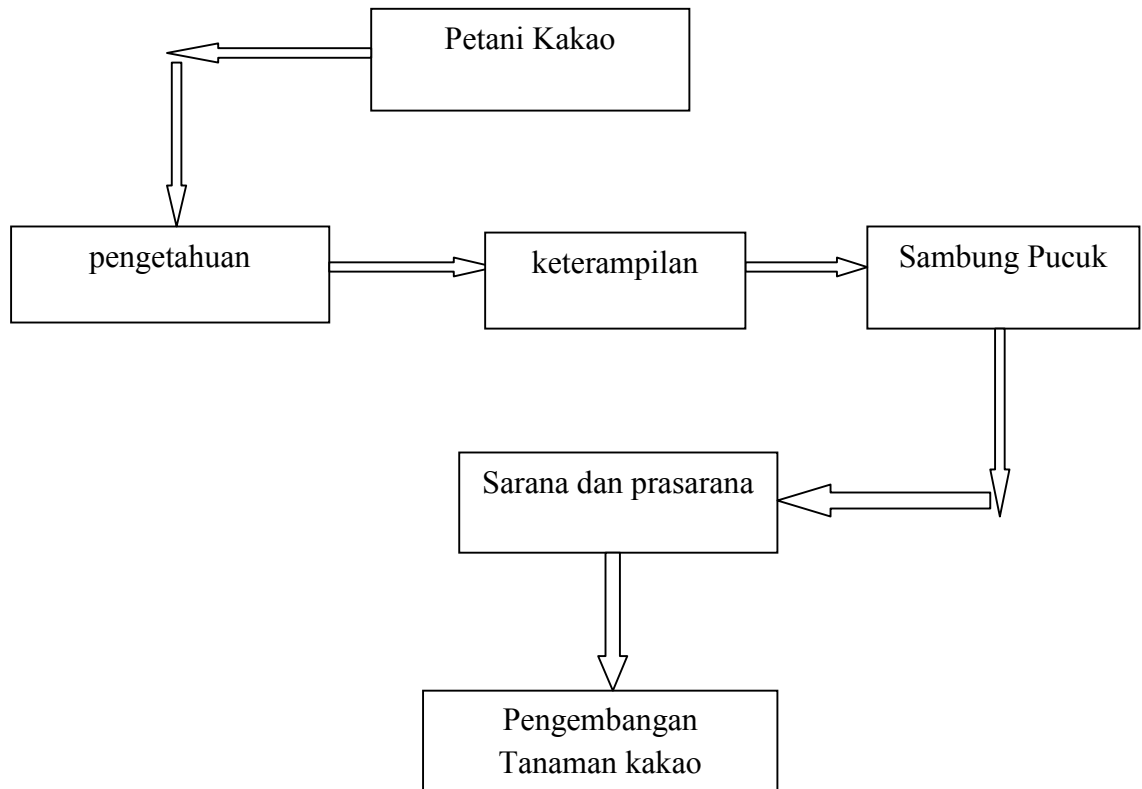 Petani Kakao
pengetahuan
keterampilan
Sambung Pucuk
Sarana dan prasarana
Pengembangan
Tanaman kakao